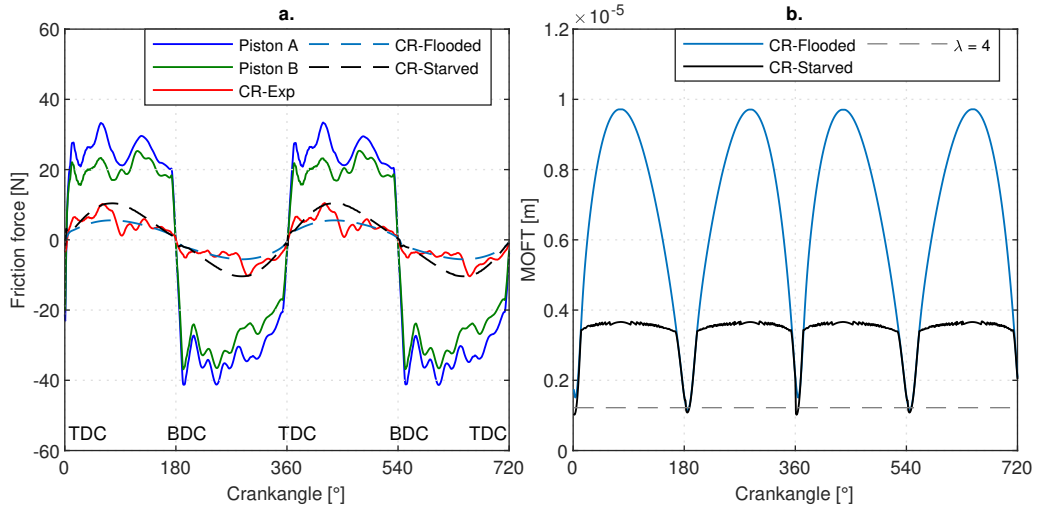 a.
60
40
20
0
-20
-40
-60
Friction force [N]
Piston A
Piston B
CR-Exp
CR-Flooded
CR-Starved
TDC
BDC
TDC
BDC
TDC
0
180
360
540
720
Crankangle [°]
b.
×10⁻⁵
1.2
1
0.8
0.6
0.4
0.2
0
MOFT [m]
CR-Flooded
CR-Starved
λ = 4
0
180
360
540
720
Crankangle [°]